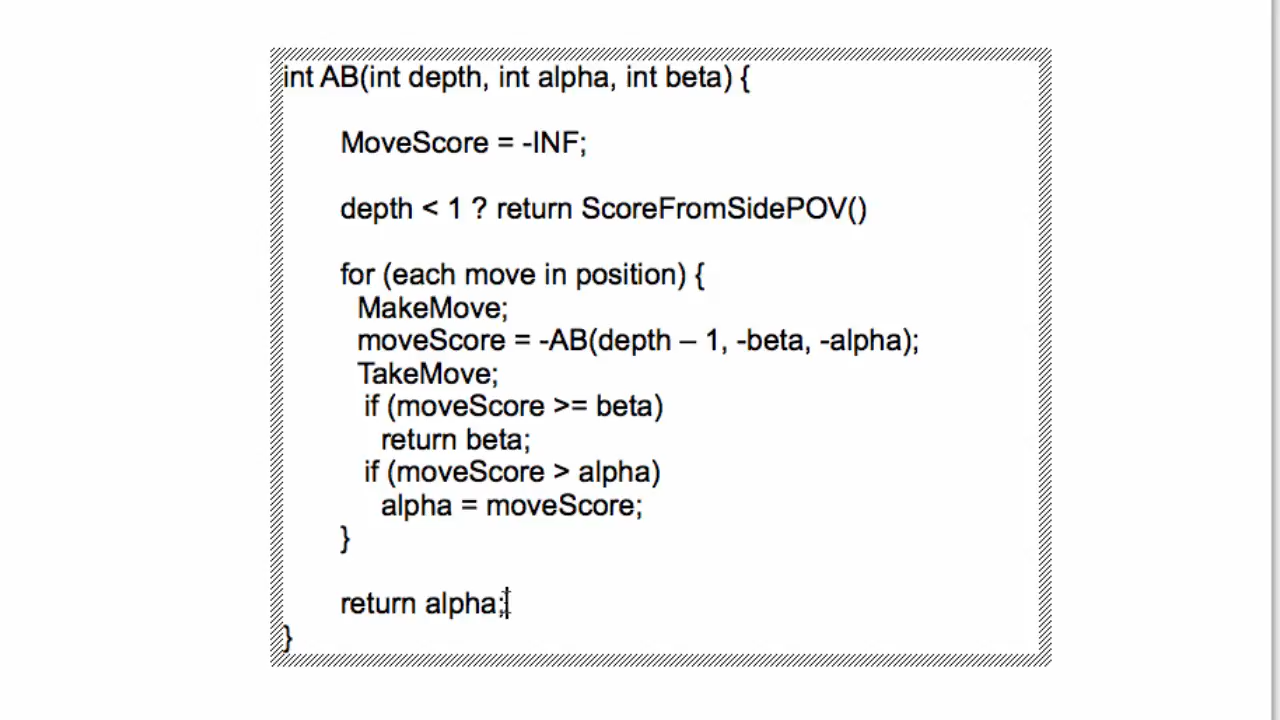 int AB(int depth, int alpha, int beta) {
MoveScore = -INF;
depth < 1 ? return ScoreFromSidePOV()
for (each move in position) {
MakeMove;
moveScore = -AB(depth – 1, -beta, -alpha);
TakeMove;
if (moveScore >= beta)
return beta;
if (moveScore > alpha)
alpha = moveScore;
}
return alpha;
}